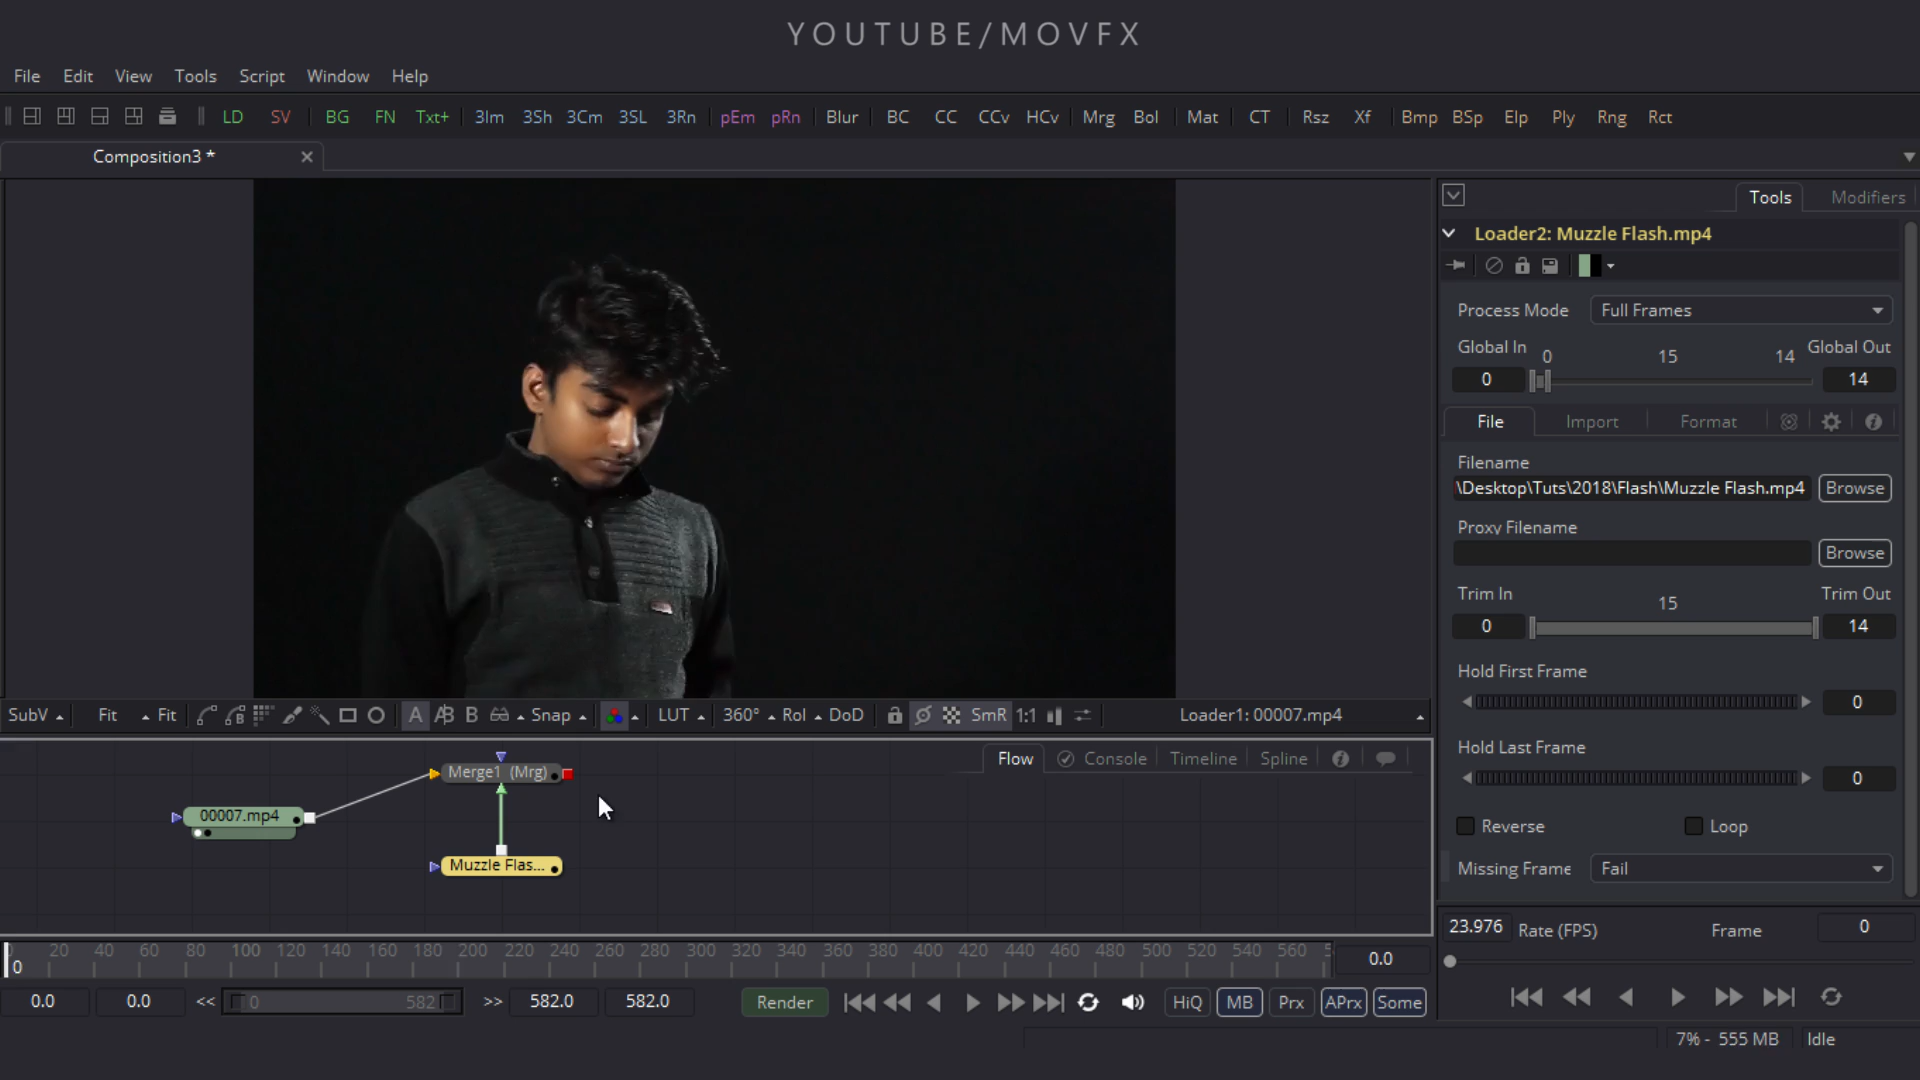 YOUTUBE/MOVFX
File Edit View Tools Script Window Help
LD SV BG FN Txt+ 3Im 3Sh 3Cm 3SL 3Rn pEm pRn Blur BC CC CCv HCv Mrg Bol Mat CT Rsz Xf Bmp BSp Elp Ply Rng Rct
Composition3 *
Tools Modifiers
Loader2: Muzzle Flash.mp4
Process Mode Full Frames
Global In 0 15 14 Global Out
0 14
File Import Format
Filename
\Desktop\Tuts\2018\Flash\Muzzle Flash.mp4 Browse
Proxy Filename
Browse
Trim In 15 Trim Out
0 14
Hold First Frame
0
Hold Last Frame
0
Reverse Loop
Missing Frame Fail
SubV Fit Fit A B Snap LUT 360° Rol DoD SmR 1:1 Loader1: 00007.mp4
Flow Console Timeline Spline
Merge1 (Mrg)
00007.mp4
Muzzle Flas...
20 40 60 80 100 120 140 160 180 200 220 240 260 280 300 320 340 360 380 400 420 440 460 480 500 520 540 560
0 0.0
23.976 Rate (FPS) Frame 0
0.0 0.0 << 0 582 >> 582.0 582.0 Render HiQ MB Prx APrx Some
7% - 555 MB Idle